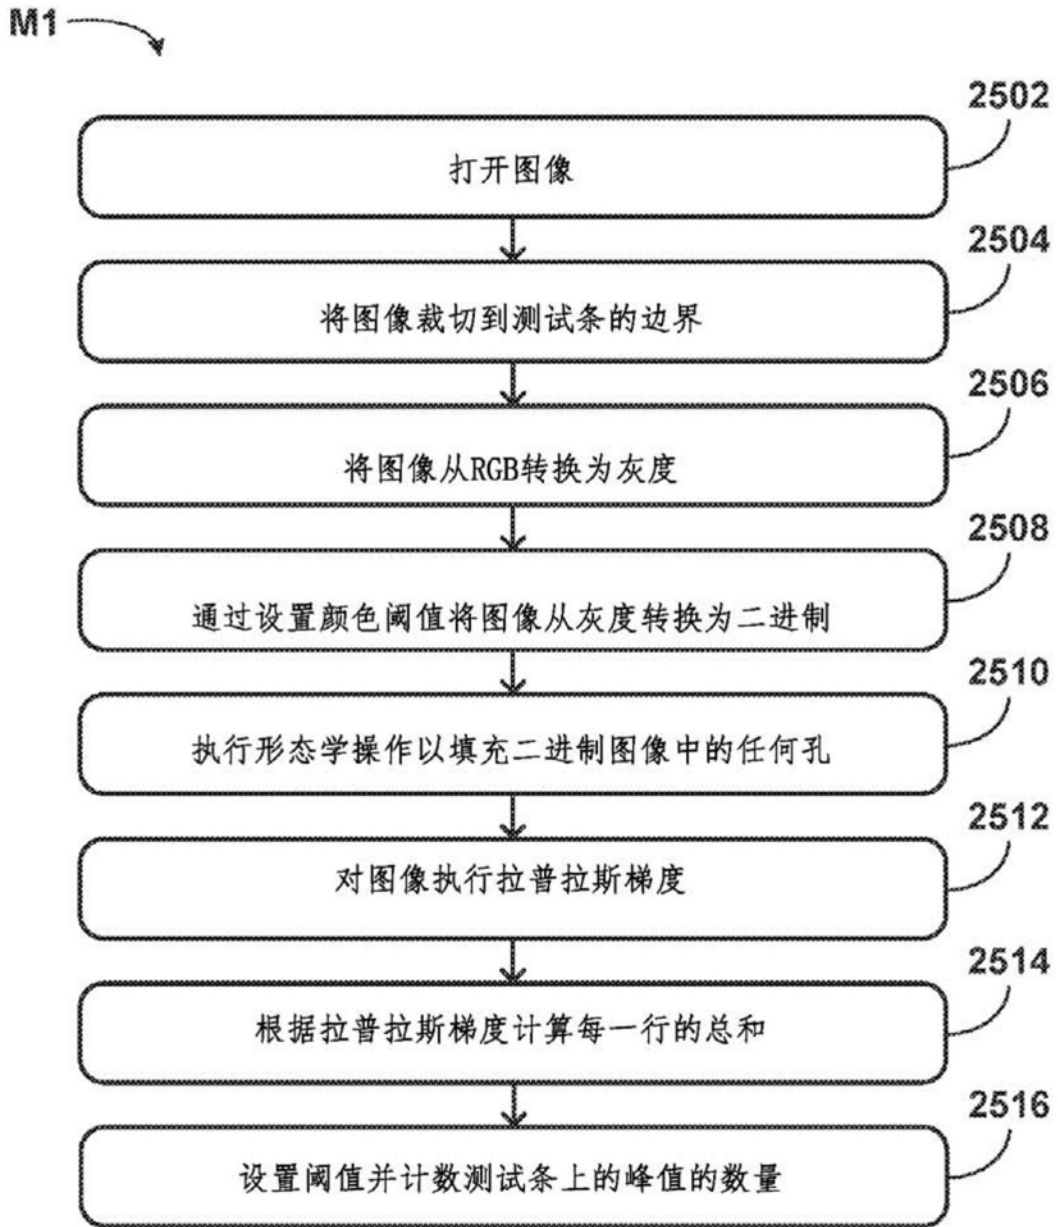 M1
2502
打开图像
2504
将图像裁切到测试条的边界
2506
将图像从RGB转换为灰度
2508
通过设置颜色阈值将图像从灰度转换为二进制
2510
执行形态学操作以填充二进制图像中的任何孔
2512
对图像执行拉普拉斯梯度
2514
根据拉普拉斯梯度计算每一行的总和
2516
设置阈值并计数测试条上的峰值的数量